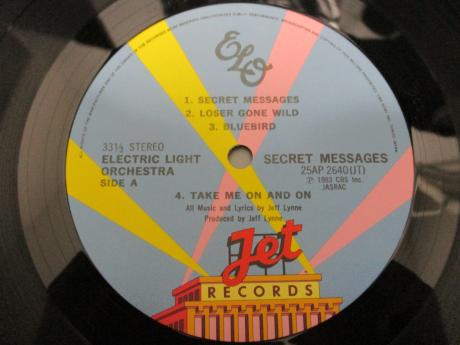 ELO
1. SECRET MESSAGES
2. LOSER GONE WILD
3. BLUEBIRD
33⅓ STEREO
ELECTRIC LIGHT
ORCHESTRA
SIDE A
SECRET MESSAGES
25AP 2640(JT)
Ⓟ 1983 CBS Inc.
JASRAC
4. TAKE ME ON AND ON
All Music and Lyrics by Jeff Lynne
Produced by Jeff Lynne
Jet
RECORDS